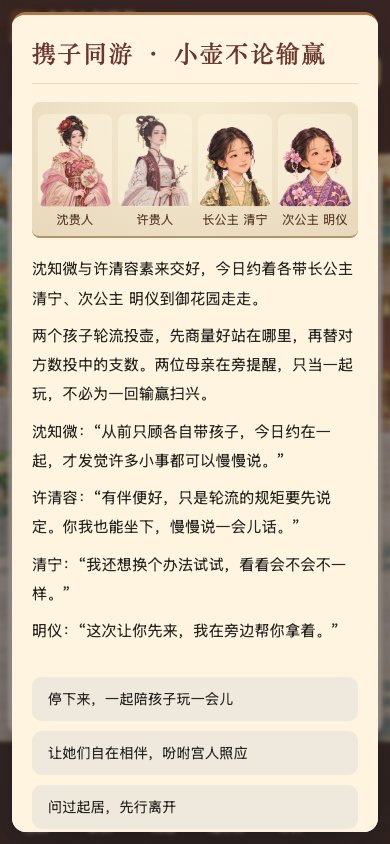 携子同游 · 小壶不论输赢
沈贵人
许贵人
长公主 清宁
次公主 明仪
沈知微与许清容素来交好，今日约着各带长公主
清宁、次公主 明仪到御花园走走。
两个孩子轮流投壶，先商量好站在哪里，再替对
方数投中的支数。两位母亲在旁提醒，只当一起
玩，不必为一回输赢扫兴。
沈知微：“从前只顾各自带孩子，今日约在一
起，才发觉许多小事都可以慢慢说。”
许清容：“有伴便好，只是轮流的规矩要先说
定。你我也能坐下，慢慢说一会儿话。”
清宁：“我还想换个办法试试，看看会不会不一
样。”
明仪：“这次让你先来，我在旁边帮你拿着。”
停下来，一起陪孩子玩一会儿
让她们自在相伴，吩咐宫人照应
问过起居，先行离开